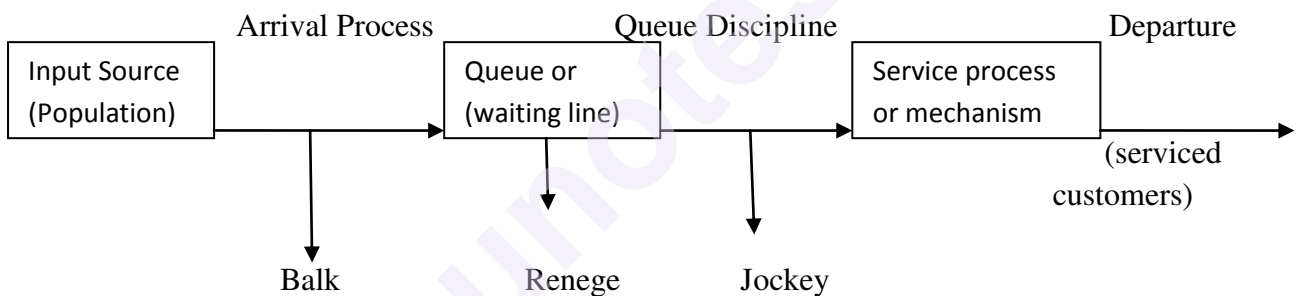 Arrival Process
Queue Discipline
Departure
Input Source
(Population)
Queue or
(waiting line)
Service process
or mechanism
(serviced
customers)
Balk
Renege
Jockey